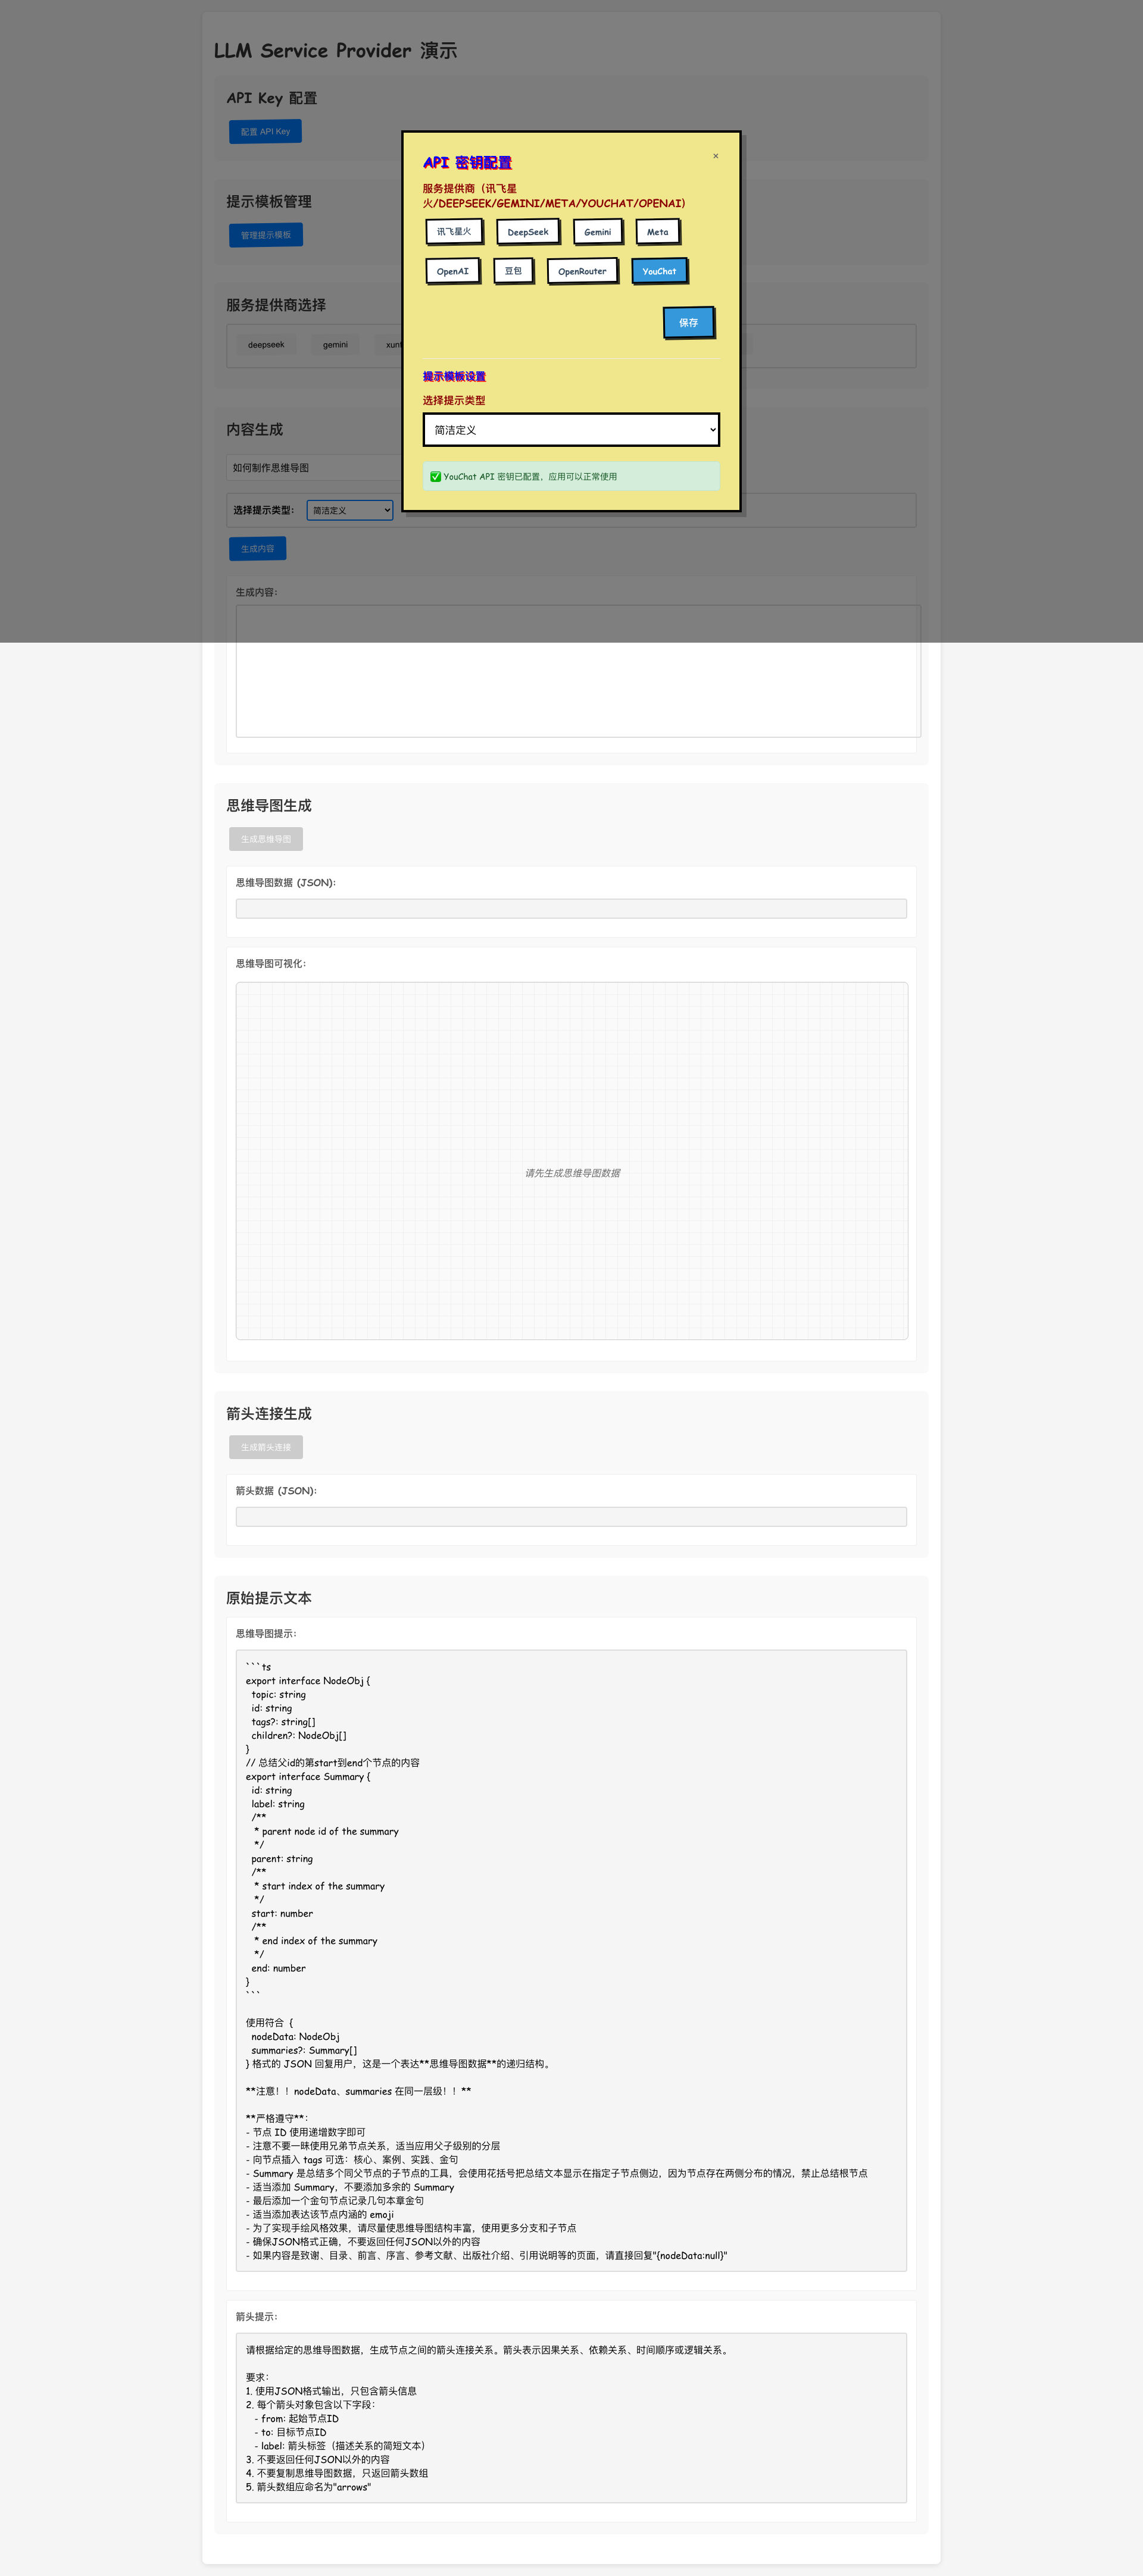 LLM Service Provider 演示
API Key 配置
配置 API Key
提示模板管理
管理提示模板
服务提供商选择
deepseek
gemini
xunf
内容生成
如何制作思维导图
选择提示类型:
简洁定义
生成内容
生成内容:
API 密钥配置
×
服务提供商（讯飞星
火/DEEPSEEK/GEMINI/META/YOUCHAT/OPENAI）
讯飞星火
DeepSeek
Gemini
Meta
OpenAI
豆包
OpenRouter
YouChat
保存
提示模板设置
选择提示类型
简洁定义
✅ YouChat API 密钥已配置，应用可以正常使用
思维导图生成
生成思维导图
思维导图数据 (JSON):
思维导图可视化:
请先生成思维导图数据
箭头连接生成
生成箭头连接
箭头数据 (JSON):
原始提示文本
思维导图提示:
```ts
export interface NodeObj {
  topic: string
  id: string
  tags?: string[]
  children?: NodeObj[]
}
// 总结父id的第start到end个节点的内容
export interface Summary {
  id: string
  label: string
  /**
   * parent node id of the summary
   */
  parent: string
  /**
   * start index of the summary
   */
  start: number
  /**
   * end index of the summary
   */
  end: number
}
```
使用符合 {
  nodeData: NodeObj
  summaries?: Summary[]
} 格式的 JSON 回复用户，这是一个表达**思维导图数据**的递归结构。
**注意！！nodeData、summaries 在同一层级！！**
**严格遵守**：
- 节点 ID 使用递增数字即可
- 注意不要一昧使用兄弟节点关系，适当应用父子级别的分层
- 向节点插入 tags 可选：核心、案例、实践、金句
- Summary 是总结多个同父节点的子节点的工具，会使用花括号把总结文本显示在指定子节点侧边，因为节点存在两侧分布的情况，禁止总结根节点
- 适当添加 Summary，不要添加多余的 Summary
- 最后添加一个金句节点记录几句本章金句
- 适当添加表达该节点内涵的 emoji
- 为了实现手绘风格效果，请尽量使思维导图结构丰富，使用更多分支和子节点
- 确保JSON格式正确，不要返回任何JSON以外的内容
- 如果内容是致谢、目录、前言、序言、参考文献、出版社介绍、引用说明等的页面，请直接回复"{nodeData:null}"
箭头提示:
请根据给定的思维导图数据，生成节点之间的箭头连接关系。箭头表示因果关系、依赖关系、时间顺序或逻辑关系。
要求：
1. 使用JSON格式输出，只包含箭头信息
2. 每个箭头对象包含以下字段：
   - from: 起始节点ID
   - to: 目标节点ID
   - label: 箭头标签（描述关系的简短文本）
3. 不要返回任何JSON以外的内容
4. 不要复制思维导图数据，只返回箭头数组
5. 箭头数组应命名为"arrows"